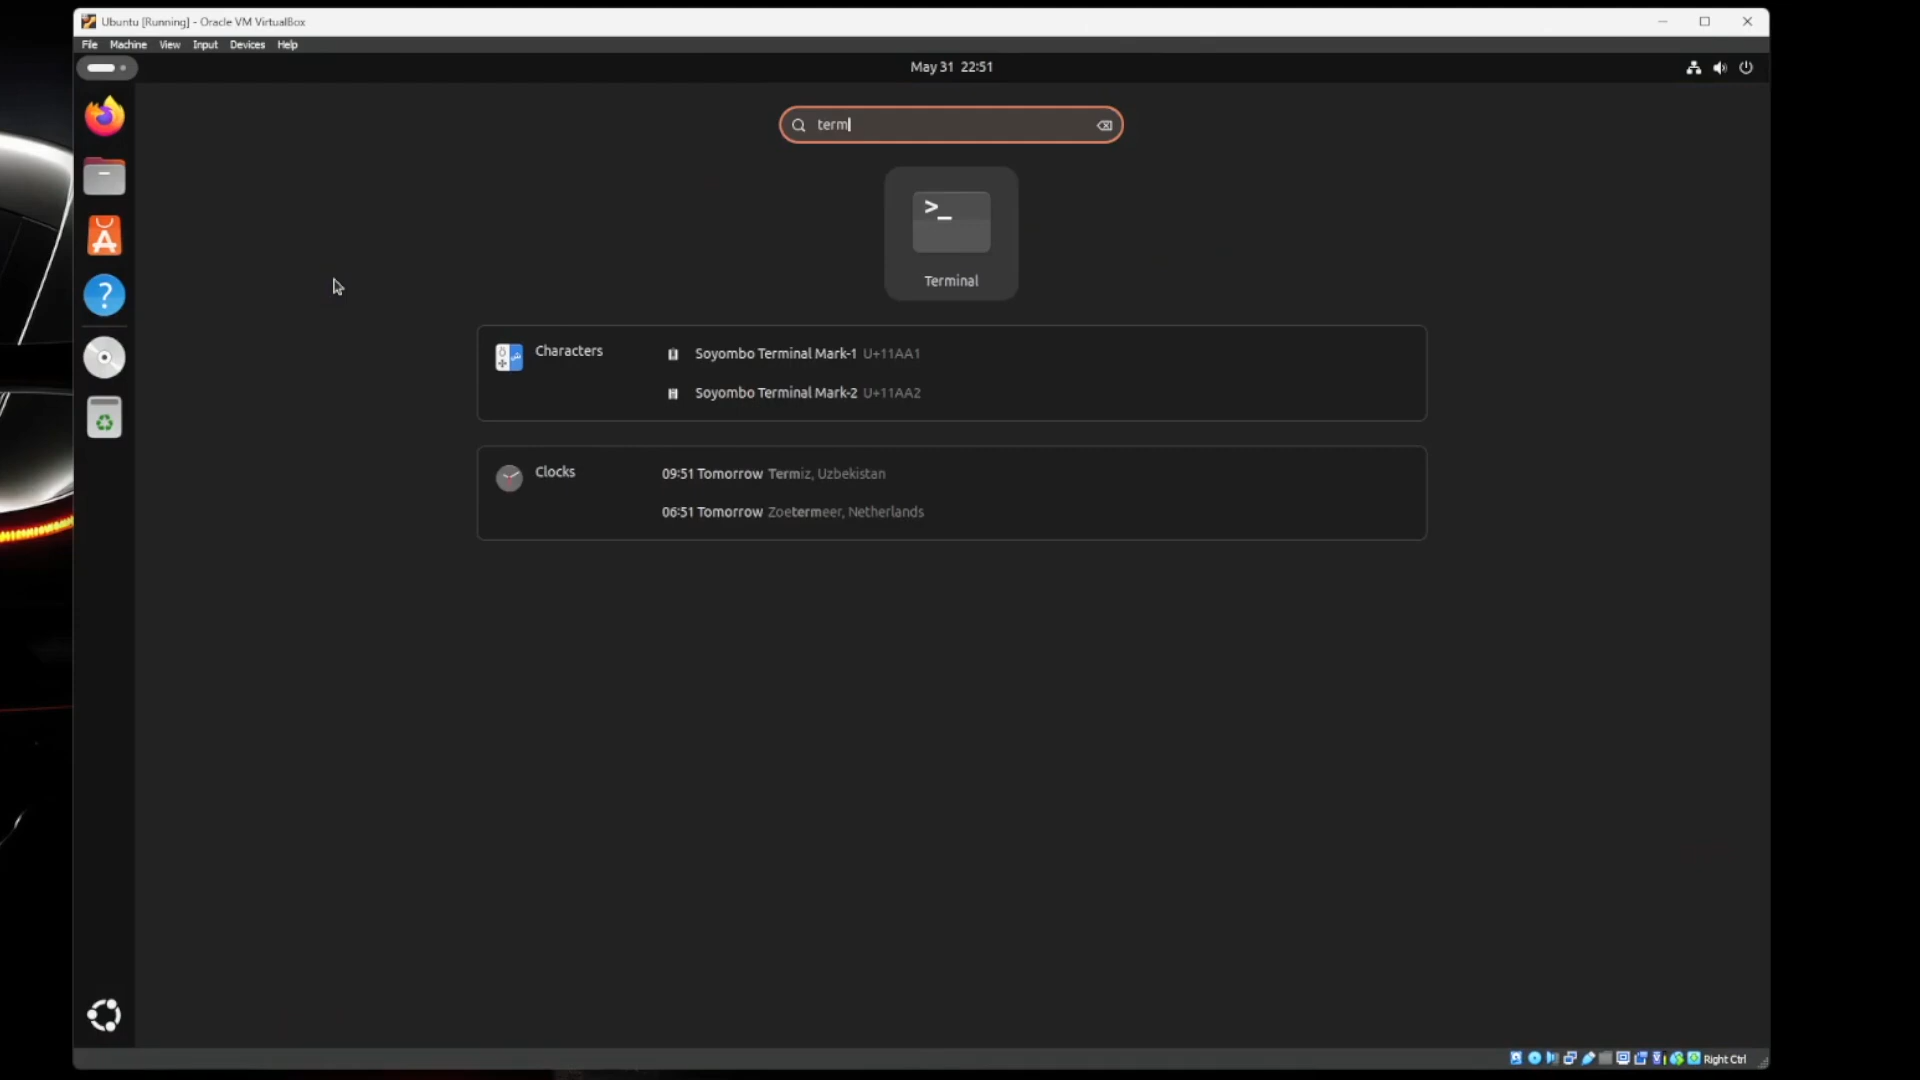 Ubuntu [Running] - Oracle VM VirtualBox
File Machine View Input Devices Help
May 31 22:51
term
>_
Terminal
Characters
Soyombo Terminal Mark-1 U+11AA1
Soyombo Terminal Mark-2 U+11AA2
Clocks
09:51 Tomorrow Termiz, Uzbekistan
06:51 Tomorrow Zoetermeer, Netherlands
Right Ctrl